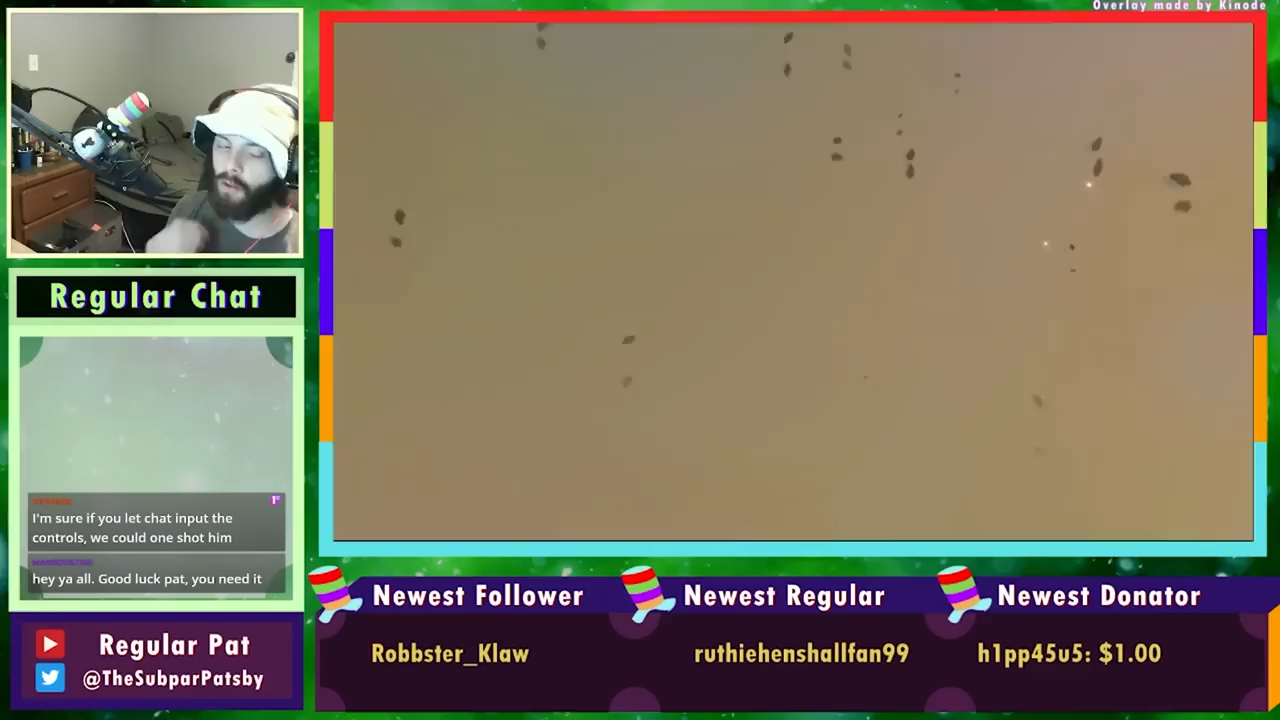 Overlay made by Kinode
Regular Chat
I'm sure if you let chat input the
controls, we could one shot him
hey ya all. Good luck pat, you need it
Regular Pat
@TheSubparPatsby
Newest Follower
Robbster_Klaw
Newest Regular
ruthiehenshallfan99
Newest Donator
h1pp45u5: $1.00